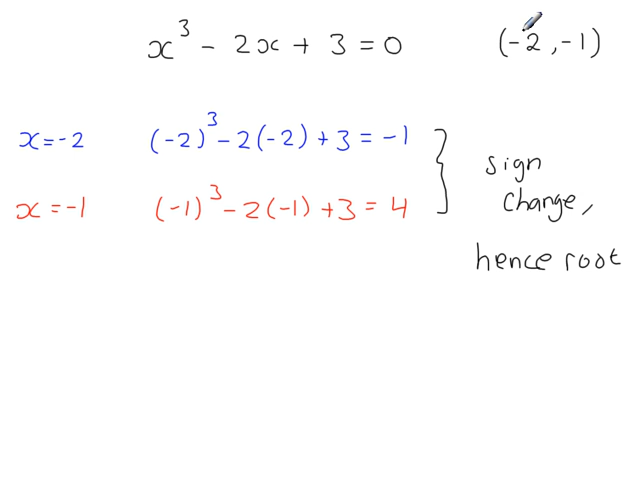 x³ − 2x + 3 = 0 (−2, −1)
x = −2 (−2)³ − 2(−2) + 3 = −1
x = −1 (−1)³ − 2(−1) + 3 = 4
sign
change,
hence root